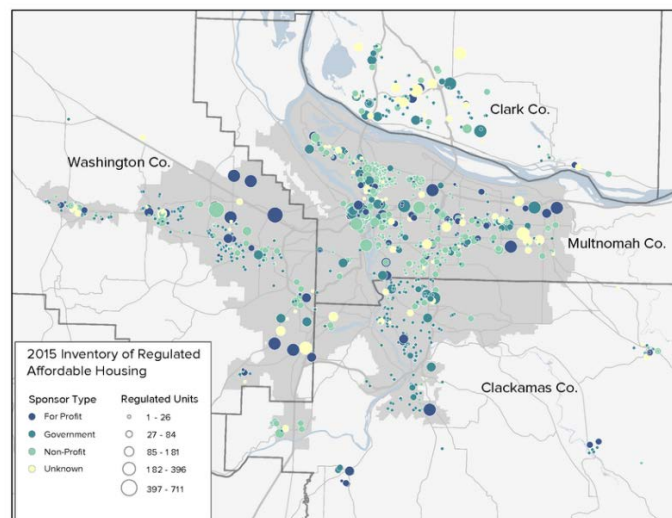 Clark Co.
Washington Co.
Multnomah Co.
Clackamas Co.
2015 Inventory of Regulated
Affordable Housing
Sponsor Type
For Profit
Government
Non-Profit
Unknown
Regulated Units
1 - 26
27 - 84
85 - 181
182 - 396
397 - 711